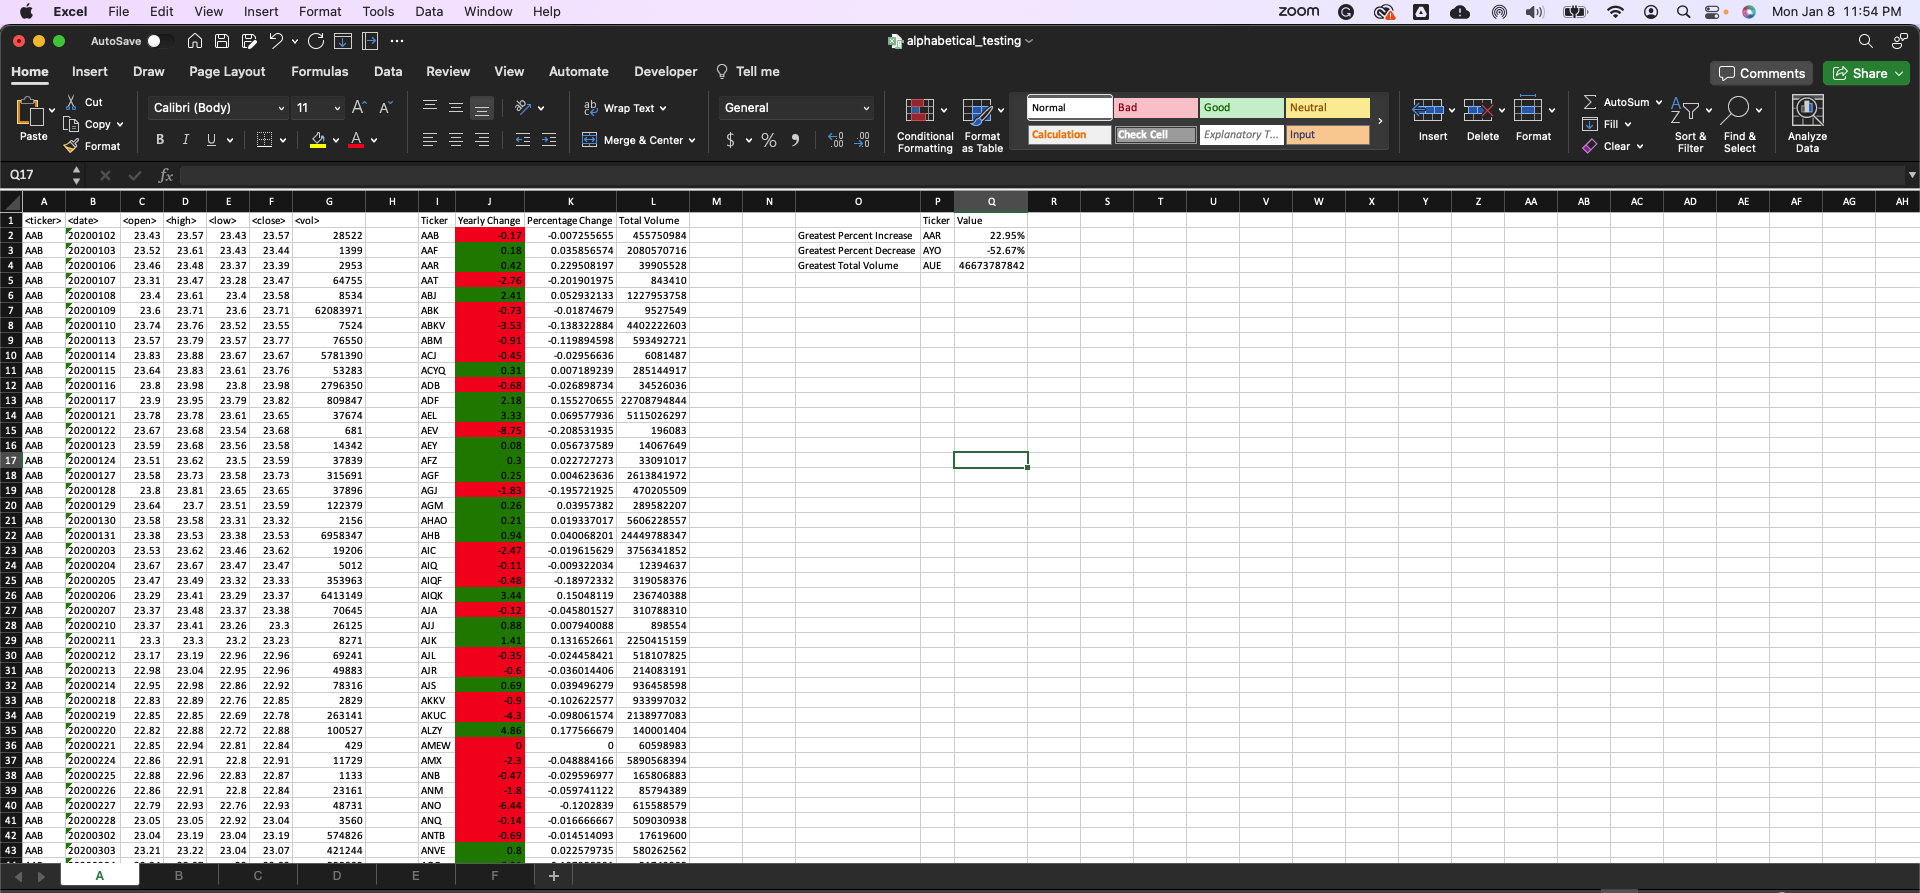 Excel File Edit View Insert Format Tools Data Window Help zoom Mon Jan 8 11:54 PM
AutoSave alphabetical_testing
Home Insert Draw Page Layout Formulas Data Review View Automate Developer Tell me Comments Share
Paste Cut Copy Format Calibri (Body) 11 Wrap Text Merge & Center General Conditional Formatting Format as Table Normal Bad Good Neutral Calculation Check Cell Explanatory T... Input Insert Delete Format AutoSum Fill Clear Sort & Filter Find & Select Analyze Data
Q17 fx
A B C D E F G H I J K L M N O P Q R S T U V W X Y Z AA AB AC AD AE AF AG AH
1 <ticker> <date> <open> <high> <low> <close> <vol> Ticker Yearly Change Percentage Change Total Volume Ticker Value
2 AAB 20200102 23.43 23.57 23.43 23.57 28522 AAB -0.17 -0.007255655 455750984 Greatest Percent Increase AAR 22.95%
3 AAB 20200103 23.52 23.61 23.43 23.44 1399 AAF 0.18 0.035856574 2080570716 Greatest Percent Decrease AYO -52.67%
4 AAB 20200106 23.46 23.48 23.37 23.39 2953 AAR 0.42 0.229508197 39905528 Greatest Total Volume AUE 46673787842
5 AAB 20200107 23.31 23.47 23.28 23.47 64755 AAT -2.76 -0.201901975 843410
6 AAB 20200108 23.4 23.61 23.4 23.58 8534 ABJ 2.41 0.052932133 1227953758
7 AAB 20200109 23.6 23.71 23.6 23.71 62083971 ABK -0.73 -0.01874679 9527549
8 AAB 20200110 23.74 23.76 23.52 23.55 7524 ABKV -3.53 -0.138322884 4402222603
9 AAB 20200113 23.57 23.79 23.57 23.77 76550 ABM -0.91 -0.119894598 593492721
10 AAB 20200114 23.83 23.88 23.67 23.67 5781390 ACJ -0.45 -0.02956636 6081487
11 AAB 20200115 23.64 23.83 23.61 23.76 53283 ACYQ 0.31 0.007189239 285144917
12 AAB 20200116 23.8 23.98 23.8 23.98 2796350 ADB -0.68 -0.026898734 34526036
13 AAB 20200117 23.9 23.95 23.79 23.82 809847 ADF 2.18 0.155270655 22708794844
14 AAB 20200121 23.78 23.78 23.61 23.65 37674 AEL 3.33 0.069577936 5115026297
15 AAB 20200122 23.67 23.68 23.54 23.68 681 AEV -8.75 -0.208531935 196083
16 AAB 20200123 23.59 23.68 23.56 23.58 14342 AEY 0.08 0.056737589 14067649
17 AAB 20200124 23.51 23.62 23.5 23.59 37839 AFZ 0.3 0.022727273 33091017
18 AAB 20200127 23.58 23.73 23.58 23.73 315691 AGF 0.25 0.004623636 2613841972
19 AAB 20200128 23.8 23.81 23.65 23.65 37896 AGJ -1.83 -0.195721925 470205509
20 AAB 20200129 23.64 23.7 23.51 23.59 122379 AGM 0.26 0.03957382 289582207
21 AAB 20200130 23.58 23.58 23.31 23.32 2156 AHAO 0.21 0.019337017 5606228557
22 AAB 20200131 23.38 23.53 23.38 23.53 6958347 AHB 0.94 0.040068201 24449788347
23 AAB 20200203 23.53 23.62 23.46 23.62 19206 AIC -2.47 -0.019615629 3756341852
24 AAB 20200204 23.67 23.67 23.47 23.47 5012 AIQ -0.11 -0.009322034 12394637
25 AAB 20200205 23.47 23.49 23.32 23.33 353963 AIQF -0.48 -0.18972332 319058376
26 AAB 20200206 23.29 23.41 23.29 23.37 6413149 AIQK 3.44 0.15048119 236740388
27 AAB 20200207 23.37 23.48 23.37 23.38 70645 AJA -0.12 -0.045801527 310788310
28 AAB 20200210 23.37 23.41 23.26 23.3 26125 AJJ 0.88 0.007940088 898554
29 AAB 20200211 23.3 23.3 23.2 23.23 8271 AJK 1.41 0.131652661 2250415159
30 AAB 20200212 23.17 23.19 22.96 22.96 69241 AJL -0.35 -0.024458421 518107825
31 AAB 20200213 22.98 23.04 22.95 22.96 49883 AJR -0.6 -0.036014406 214083191
32 AAB 20200214 22.95 22.98 22.86 22.92 78316 AJS 0.69 0.039496279 936458598
33 AAB 20200218 22.83 22.89 22.76 22.85 2829 AKKV -0.9 -0.102622577 933997032
34 AAB 20200219 22.85 22.85 22.69 22.78 263141 AKUC -4.3 -0.098061574 2138977083
35 AAB 20200220 22.82 22.88 22.72 22.88 100527 ALZY 4.86 0.177566679 140001404
36 AAB 20200221 22.85 22.94 22.81 22.84 429 AMEW 0 0 60598983
37 AAB 20200224 22.86 22.91 22.8 22.91 11729 AMX -2.3 -0.048884166 5890568394
38 AAB 20200225 22.88 22.96 22.83 22.87 1133 ANB -0.47 -0.029596977 165806883
39 AAB 20200226 22.86 22.91 22.8 22.84 23161 ANM -1.8 -0.059741122 85794389
40 AAB 20200227 22.79 22.93 22.76 22.93 48731 ANO -6.44 -0.1202839 615588579
41 AAB 20200228 23.05 23.05 22.92 23.04 3560 ANQ -0.14 -0.016666667 509030938
42 AAB 20200302 23.04 23.19 23.04 23.19 574826 ANTB -0.69 -0.014514093 17619600
43 AAB 20200303 23.21 23.22 23.04 23.07 421244 ANVE 0.8 0.022579735 580262562
A B C D E F +